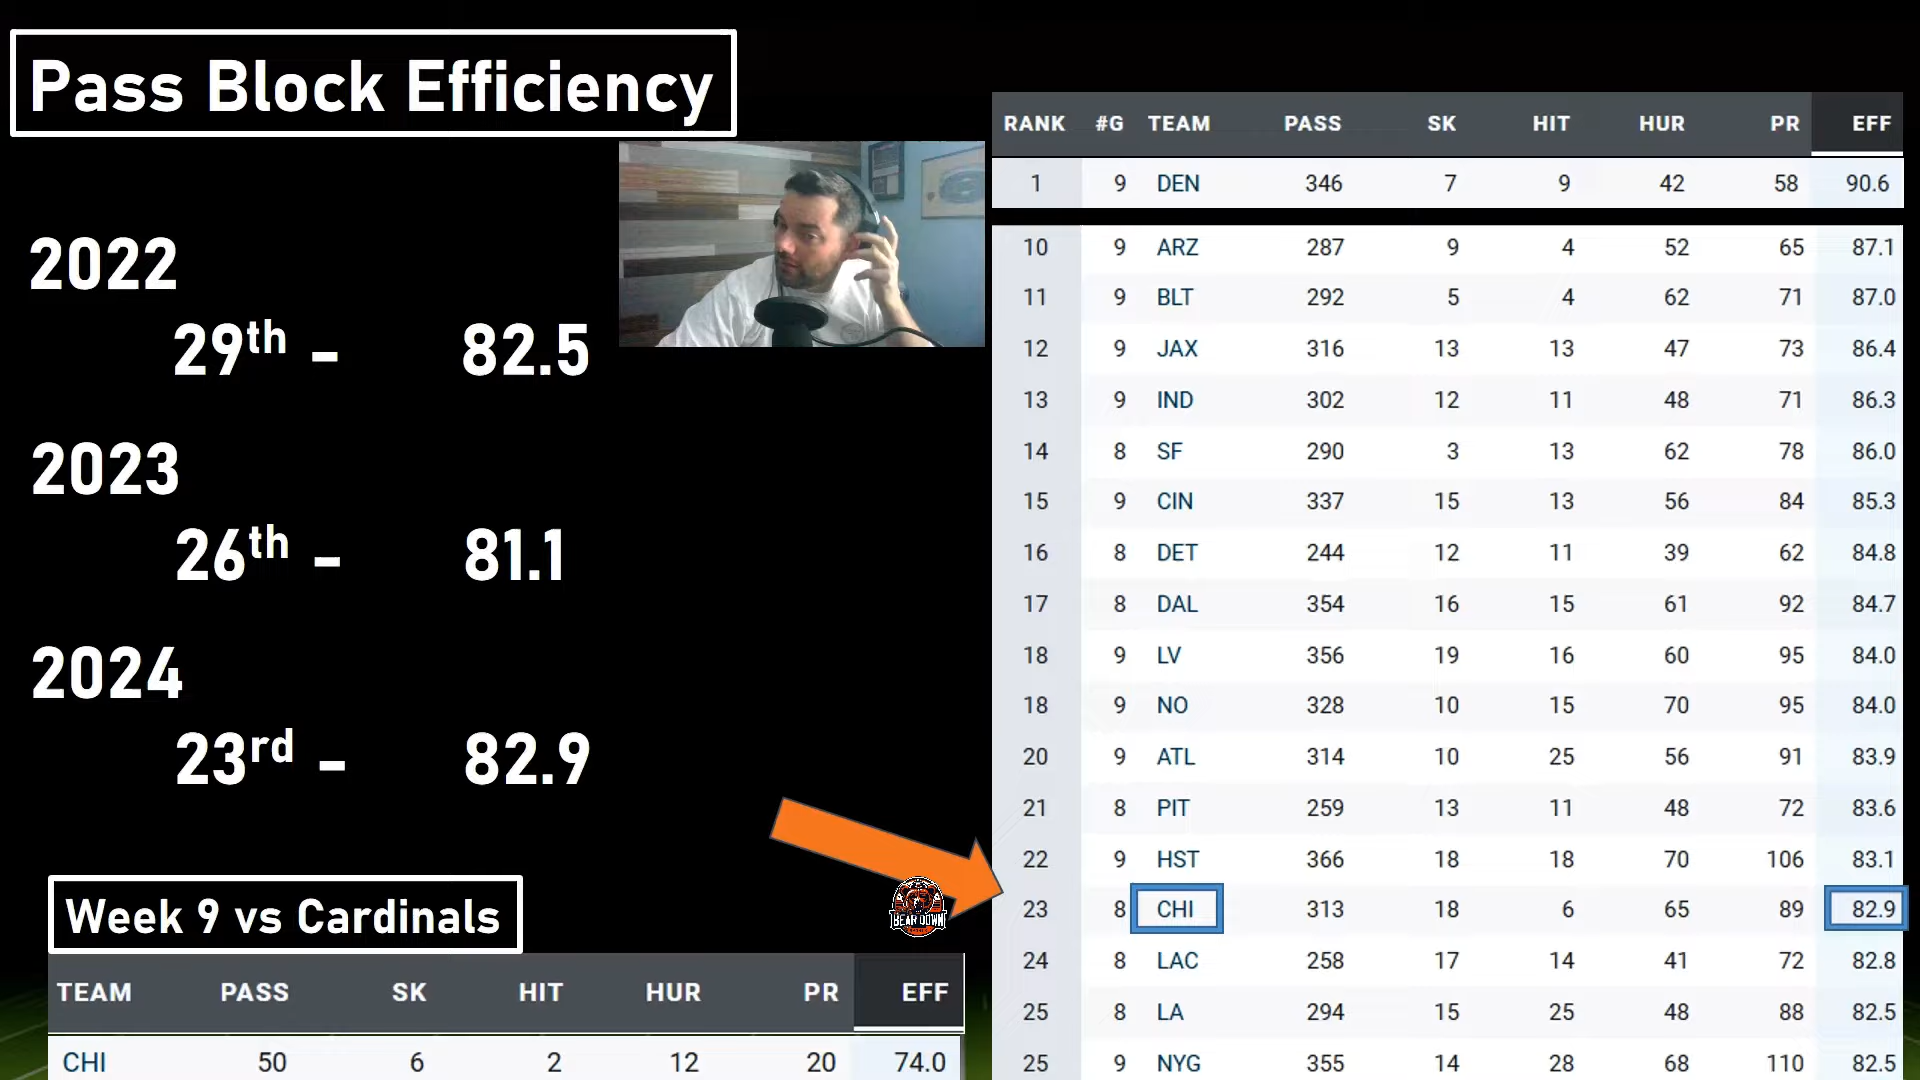 Pass Block Efficiency
2022
29th - 82.5
2023
26th - 81.1
2024
23rd - 82.9
Week 9 vs Cardinals
TEAM PASS SK HIT HUR PR EFF
CHI 50 6 2 12 20 74.0
BEAR DOWN
RANK #G TEAM PASS SK HIT HUR PR EFF
1 9 DEN 346 7 9 42 58 90.6
10 9 ARZ 287 9 4 52 65 87.1
11 9 BLT 292 5 4 62 71 87.0
12 9 JAX 316 13 13 47 73 86.4
13 9 IND 302 12 11 48 71 86.3
14 8 SF 290 3 13 62 78 86.0
15 9 CIN 337 15 13 56 84 85.3
16 8 DET 244 12 11 39 62 84.8
17 8 DAL 354 16 15 61 92 84.7
18 9 LV 356 19 16 60 95 84.0
18 9 NO 328 10 15 70 95 84.0
20 9 ATL 314 10 25 56 91 83.9
21 8 PIT 259 13 11 48 72 83.6
22 9 HST 366 18 18 70 106 83.1
23 8 CHI 313 18 6 65 89 82.9
24 8 LAC 258 17 14 41 72 82.8
25 8 LA 294 15 25 48 88 82.5
25 9 NYG 355 14 28 68 110 82.5